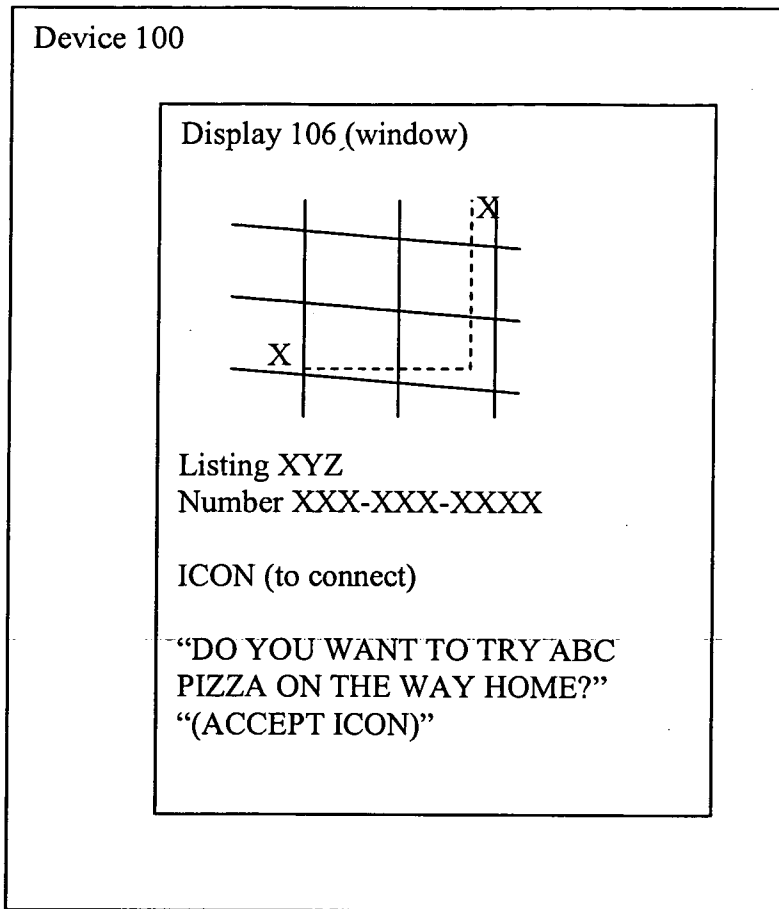 Device 100
Display 106 (window)
X
X
Listing XYZ
Number XXX-XXX-XXXX
ICON (to connect)
“DO YOU WANT TO TRY ABC
PIZZA ON THE WAY HOME?”
“(ACCEPT ICON)”